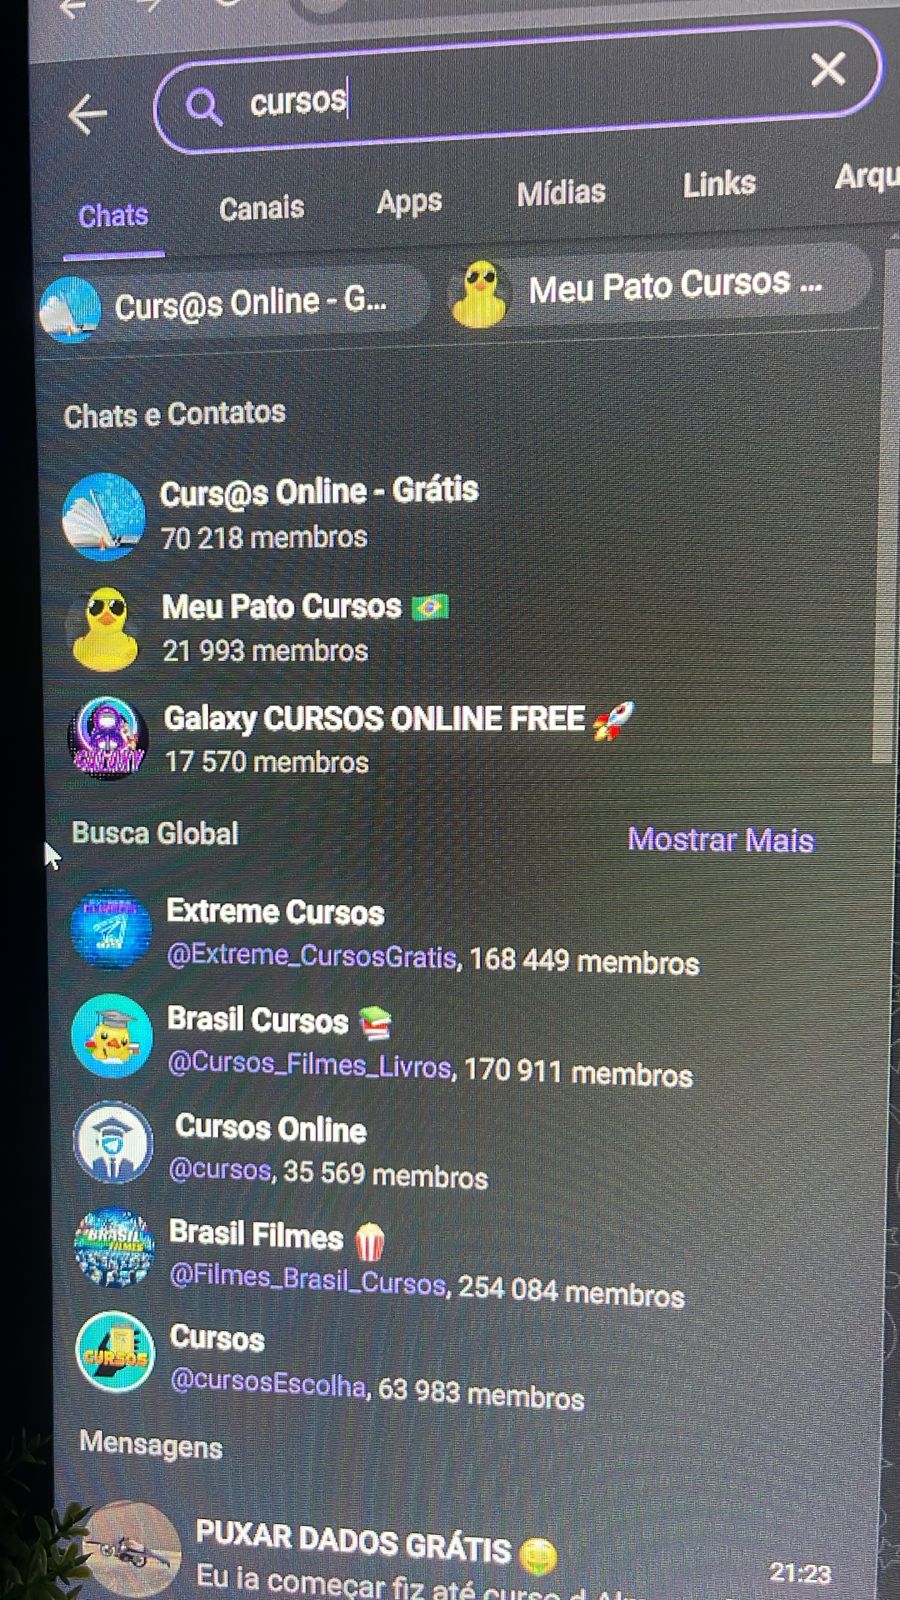 cursos
Chats Canais Apps Mídias Links Arqu
Curs@s Online - G... Meu Pato Cursos ...
Chats e Contatos
Curs@s Online - Grátis
70 218 membros
Meu Pato Cursos 🇧🇷
21 993 membros
Galaxy CURSOS ONLINE FREE 🚀
17 570 membros
Busca Global Mostrar Mais
Extreme Cursos
@Extreme_CursosGratis, 168 449 membros
Brasil Cursos 📚
@Cursos_Filmes_Livros, 170 911 membros
Cursos Online
@cursos, 35 569 membros
BRASIL
FILMES
Brasil Filmes 🍿
@Filmes_Brasil_Cursos, 254 084 membros
CURSOS
Cursos
@cursosEscolha, 63 983 membros
Mensagens
PUXAR DADOS GRÁTIS 🤑
21:23
Eu ia começar fiz até curso d